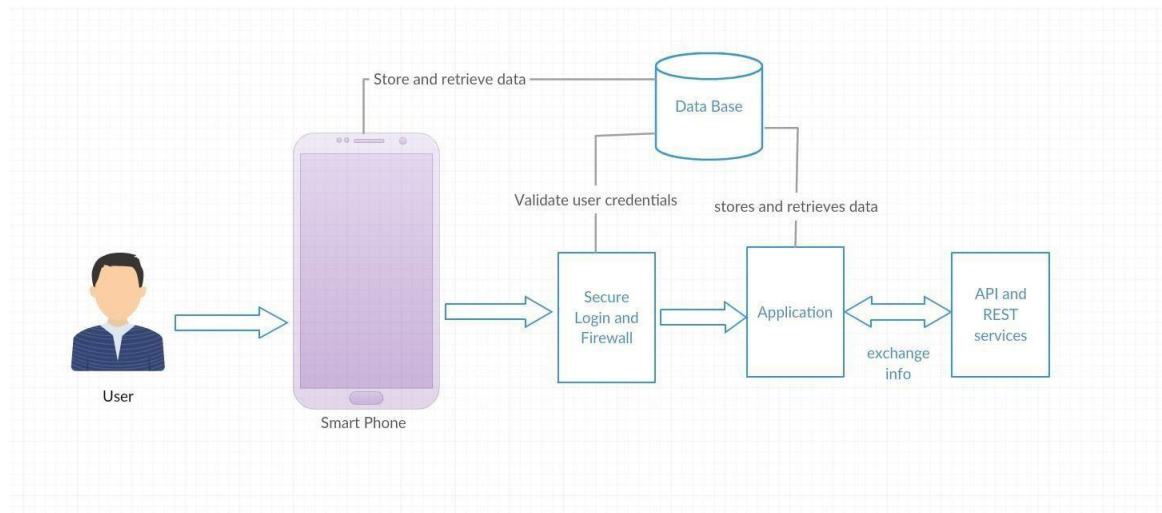 Store and retrieve data
Data Base
Validate user credentials
stores and retrieves data
Secure
Login and
Firewall
Application
API and
REST
services
exchange
info
User
Smart Phone